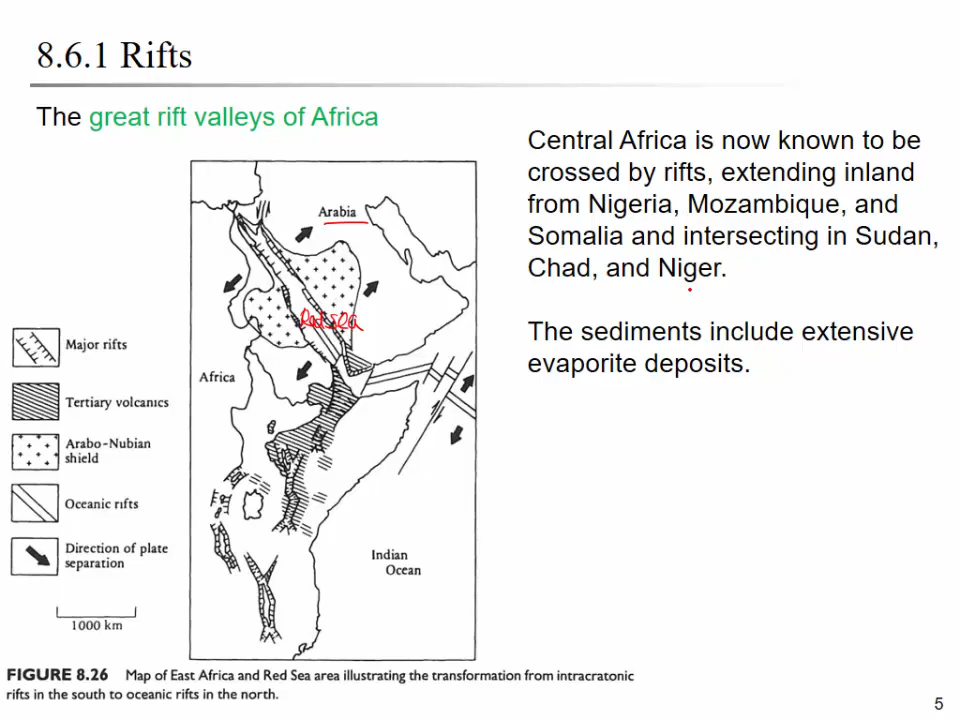 8.6.1 Rifts
The great rift valleys of Africa
Central Africa is now known to be
crossed by rifts, extending inland
from Nigeria, Mozambique, and
Somalia and intersecting in Sudan,
Chad, and Niger.
The sediments include extensive
evaporite deposits.
Arabia
Red Sea
Africa
Indian
Ocean
Major rifts
Tertiary volcanics
Arabo-Nubian
shield
Oceanic rifts
Direction of plate
separation
1000 km
FIGURE 8.26 Map of East Africa and Red Sea area illustrating the transformation from intracratonic
rifts in the south to oceanic rifts in the north.
5